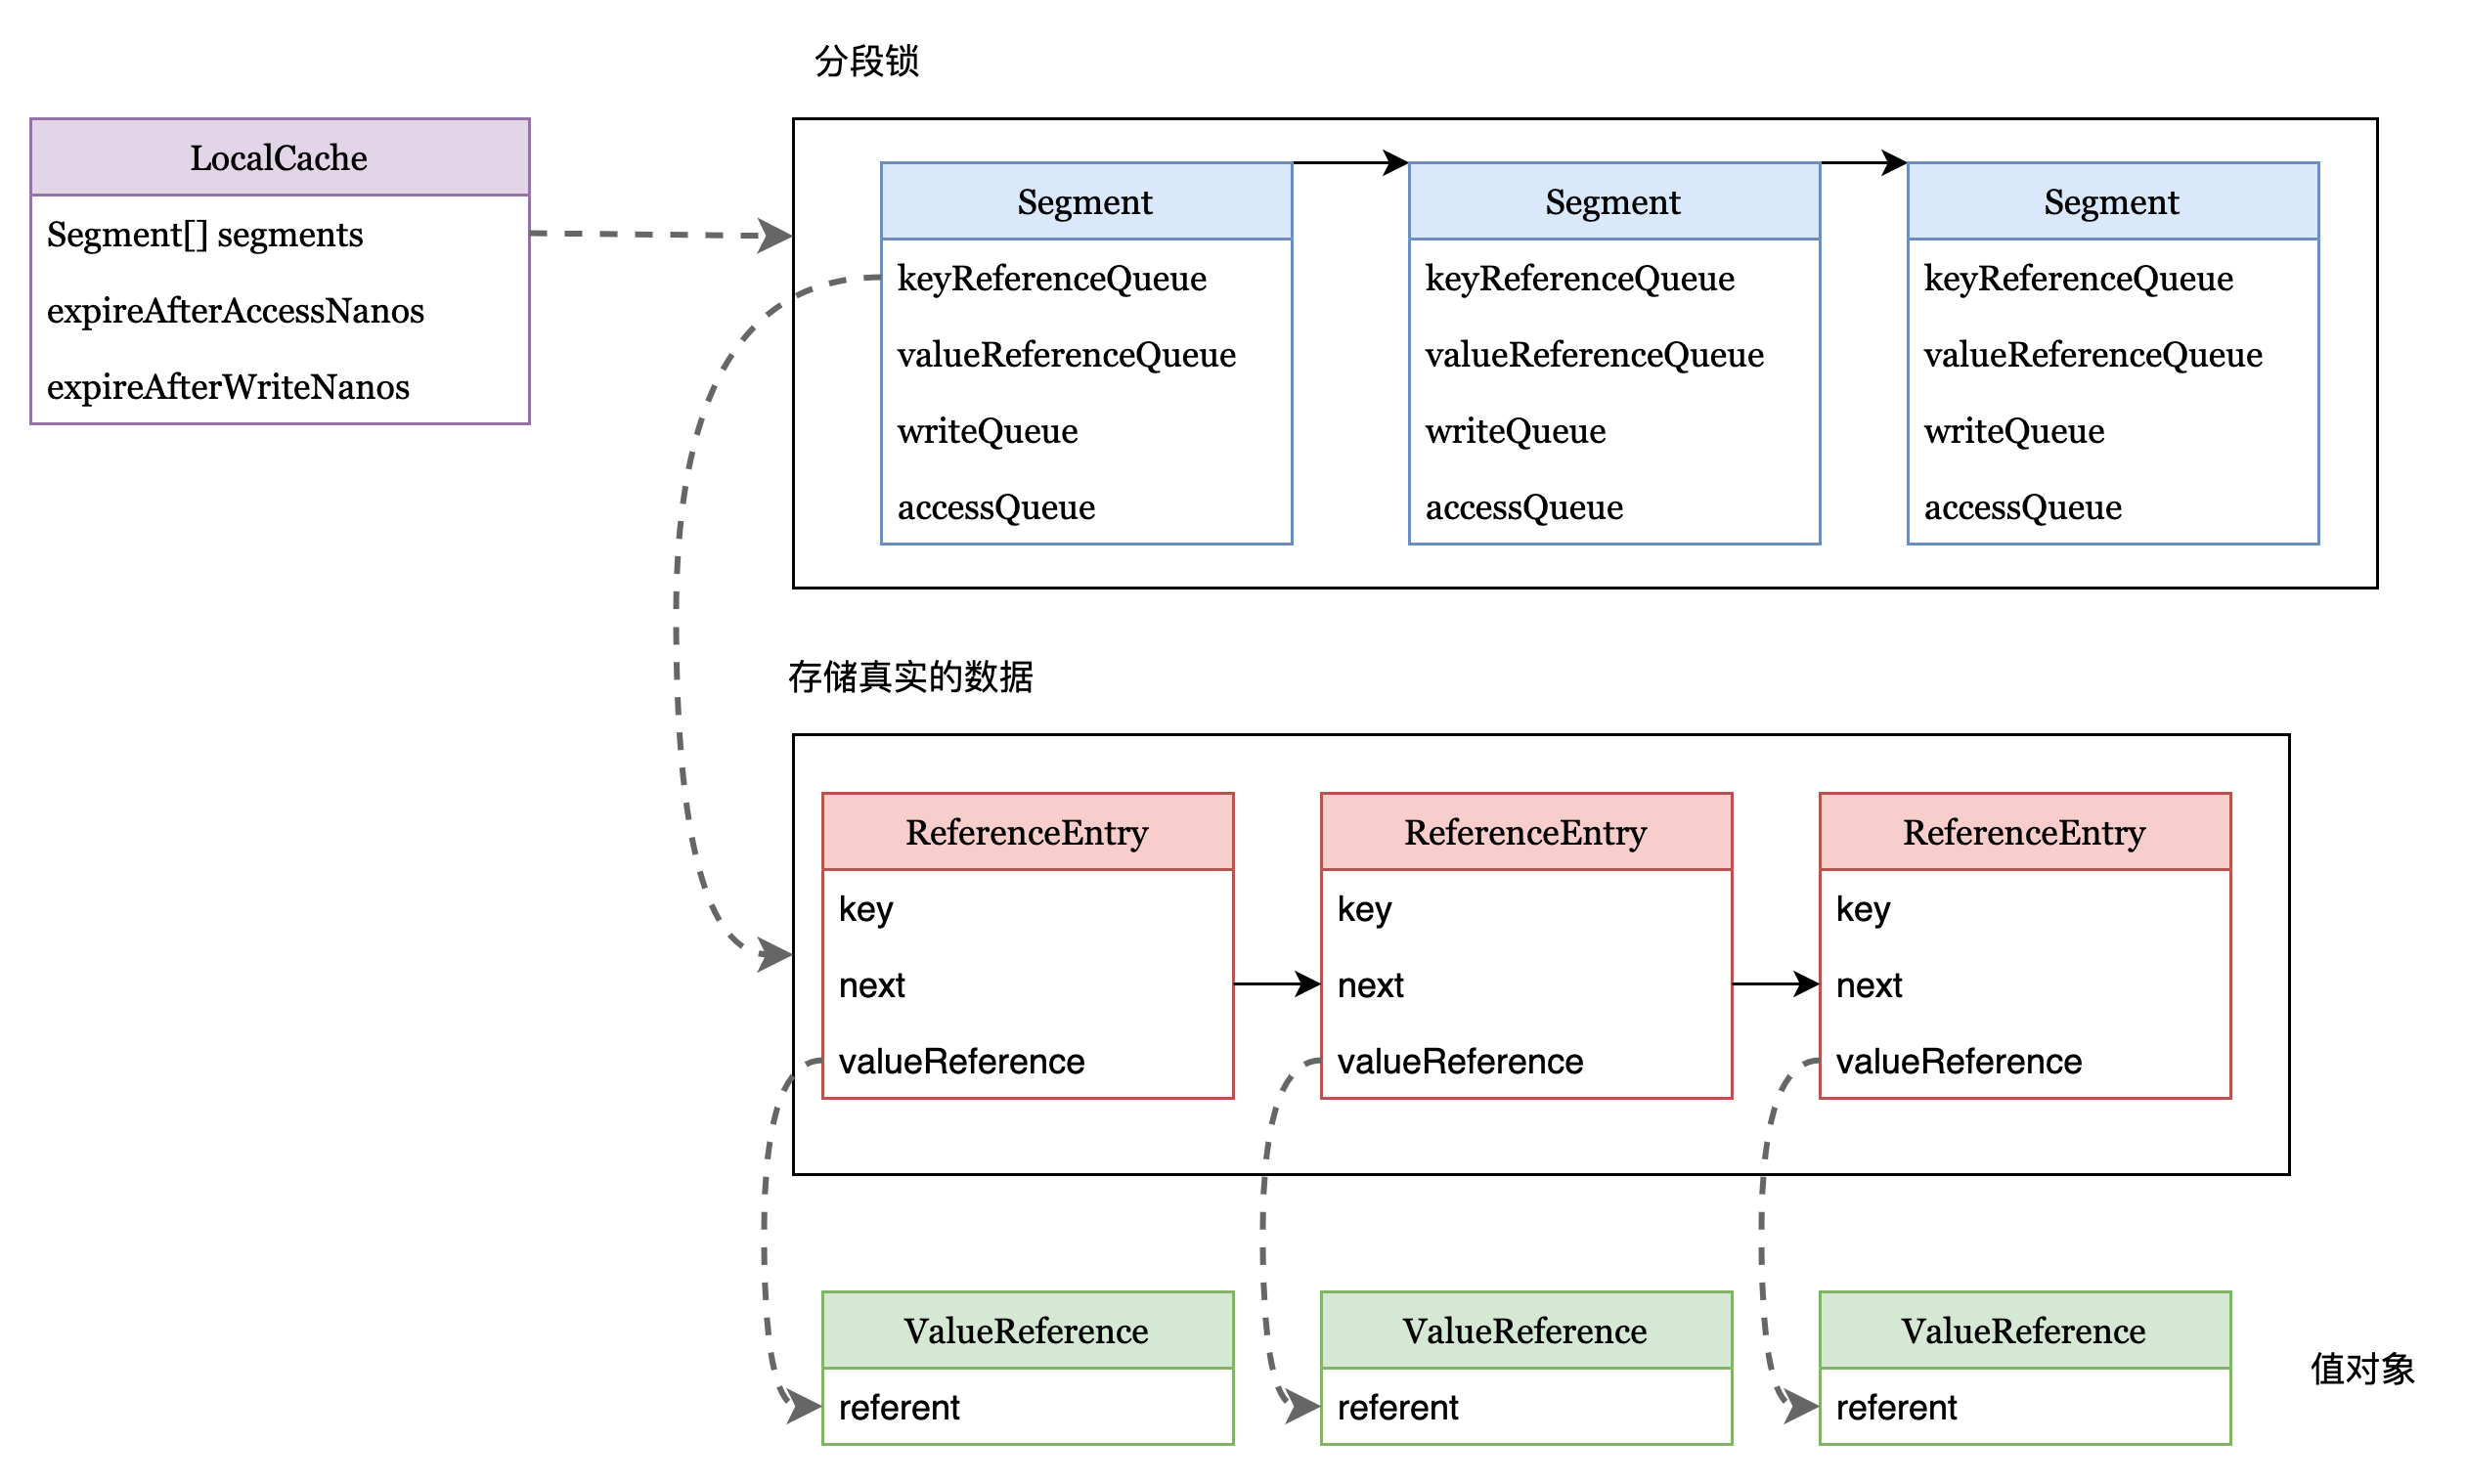 分段锁
LocalCache
Segment[] segments
expireAfterAccessNanos
expireAfterWriteNanos
Segment
keyReferenceQueue
valueReferenceQueue
writeQueue
accessQueue
Segment
keyReferenceQueue
valueReferenceQueue
writeQueue
accessQueue
Segment
keyReferenceQueue
valueReferenceQueue
writeQueue
accessQueue
存储真实的数据
ReferenceEntry
key
next
valueReference
ReferenceEntry
key
next
valueReference
ReferenceEntry
key
next
valueReference
ValueReference
referent
ValueReference
referent
ValueReference
referent
值对象